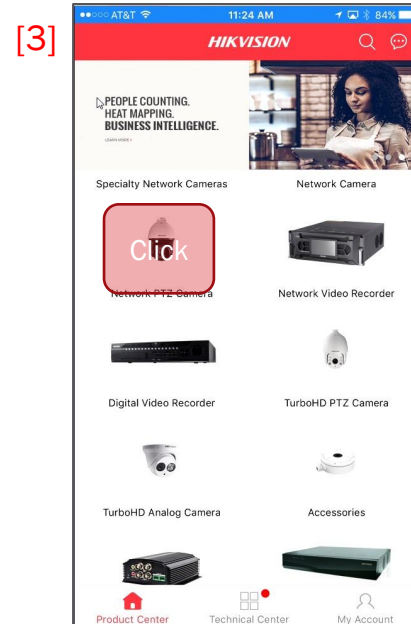 [3]
AT&T 11:24 AM 84%
HIKVISION
PEOPLE COUNTING.
HEAT MAPPING.
BUSINESS INTELLIGENCE.
LEARN MORE >
Specialty Network Cameras Network Camera
Click
Network PTZ Camera Network Video Recorder
Digital Video Recorder TurboHD PTZ Camera
TurboHD Analog Camera Accessories
Product Center Technical Center My Account